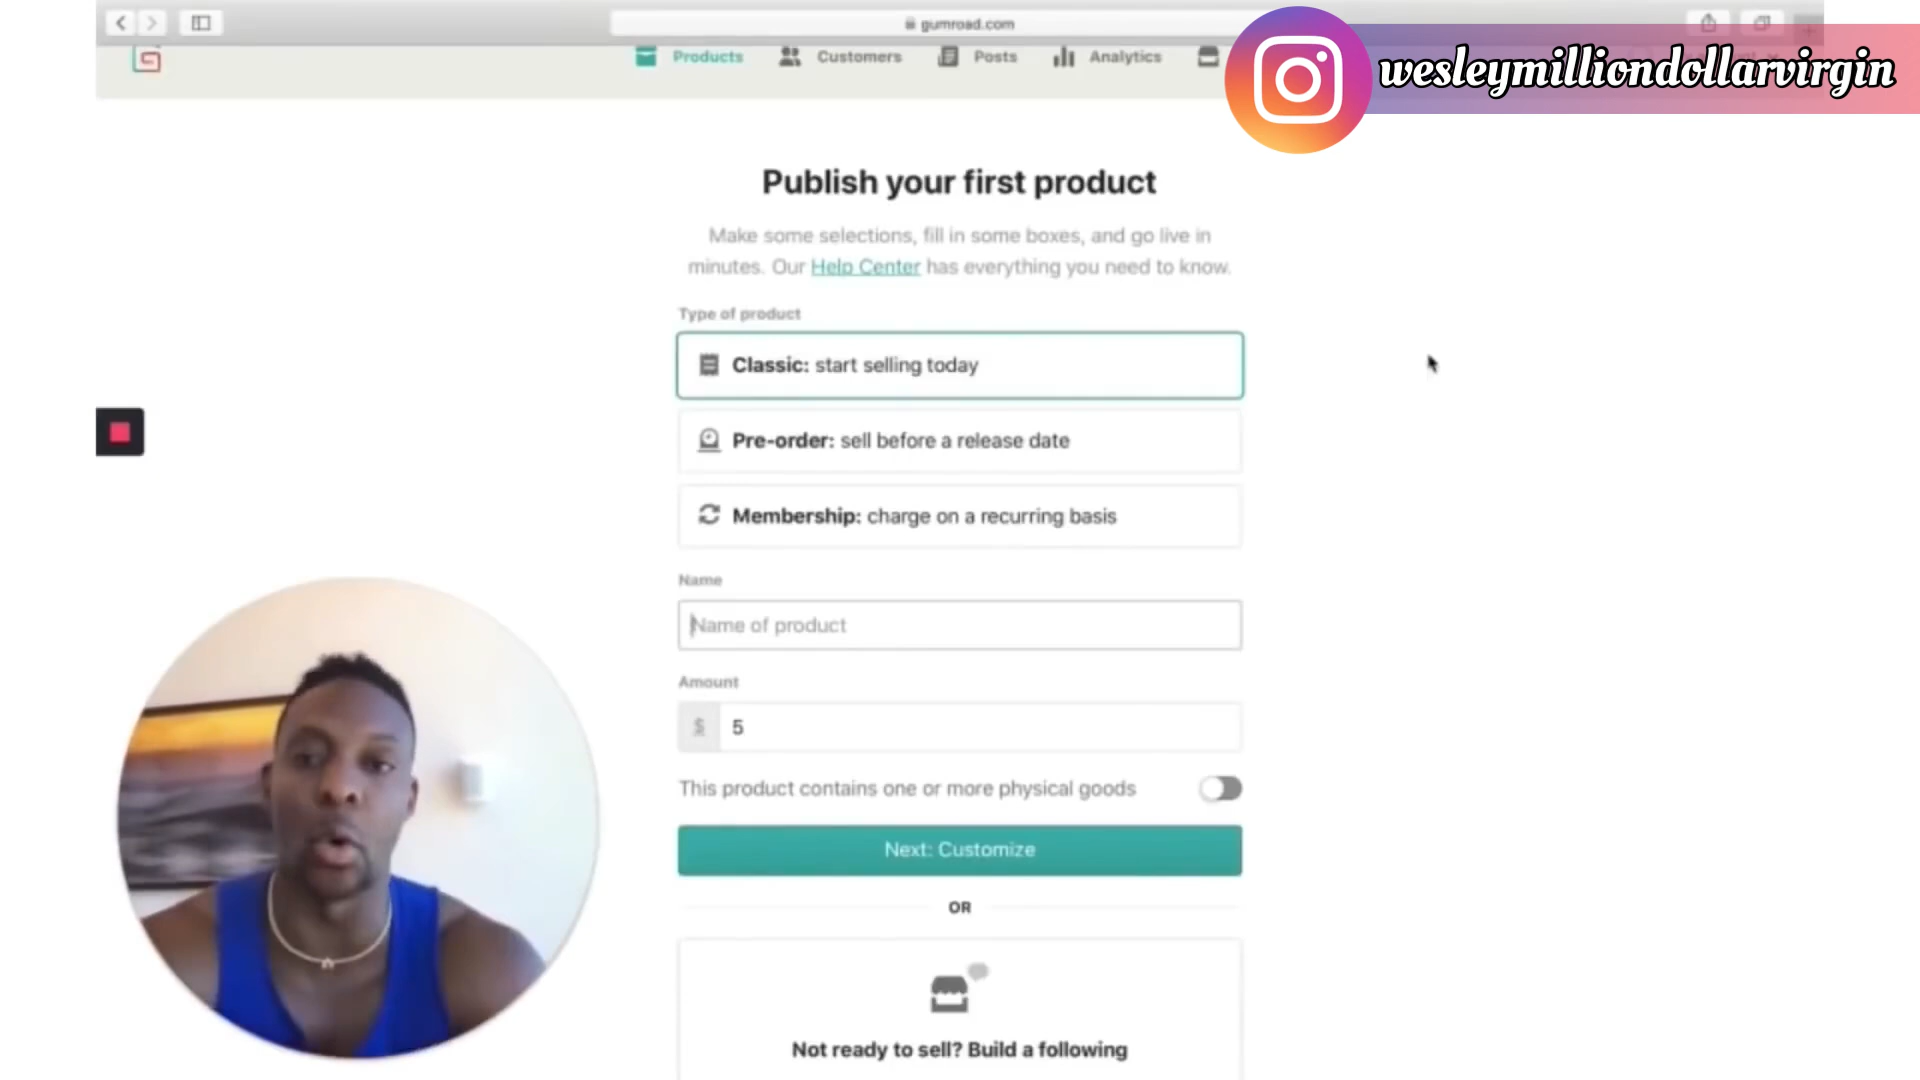 gumroad.com
Products
Customers
Posts
Analytics
wesleymilliondollarvirgin
Publish your first product
Make some selections, fill in some boxes, and go live in
minutes. Our Help Center has everything you need to know.
Type of product
Classic: start selling today
Pre-order: sell before a release date
Membership: charge on a recurring basis
Name
Name of product
Amount
$ 5
This product contains one or more physical goods
Next: Customize
OR
Not ready to sell? Build a following